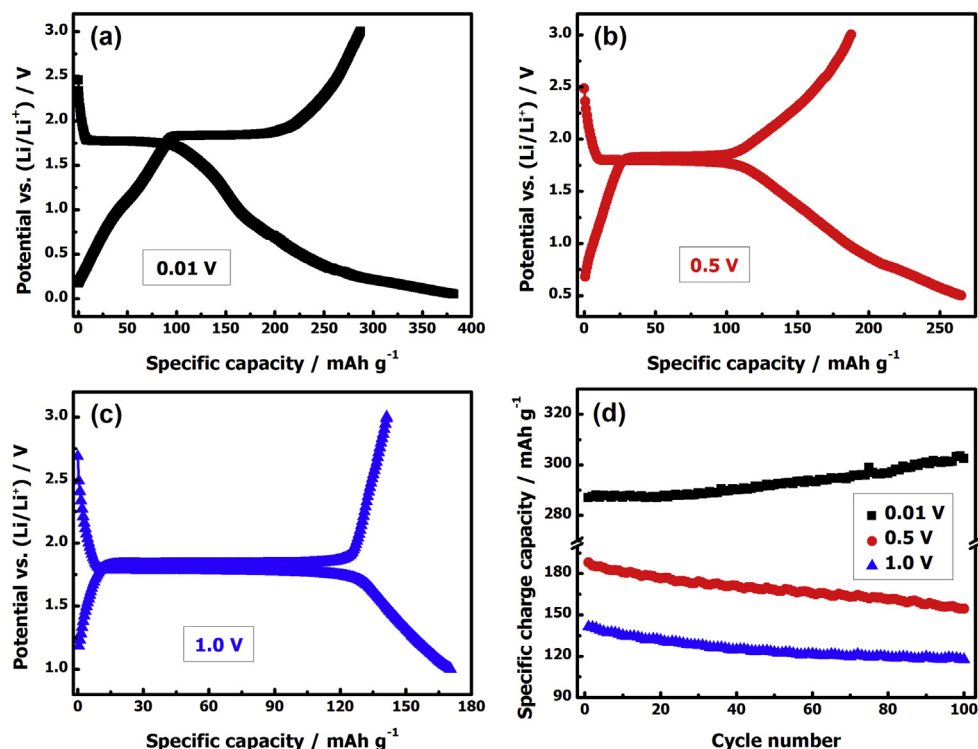 (a)
Potential vs. (Li/Li⁺) / V
3.0
2.5
2.0
1.5
1.0
0.5
0.0
0.01 V
0 50 100 150 200 250 300 350 400
Specific capacity / mAh g⁻¹
(b)
Potential vs. (Li/Li⁺) / V
3.0
2.5
2.0
1.5
1.0
0.5
0.5 V
0 50 100 150 200 250
Specific capacity / mAh g⁻¹
(c)
Potential vs. (Li/Li⁺) / V
3.0
2.5
2.0
1.5
1.0
1.0 V
0 30 60 90 120 150 180
Specific capacity / mAh g⁻¹
(d)
Specific charge capacity / mAh g⁻¹
320
300
280
180
150
120
90
0.01 V
0.5 V
1.0 V
0 20 40 60 80 100
Cycle number